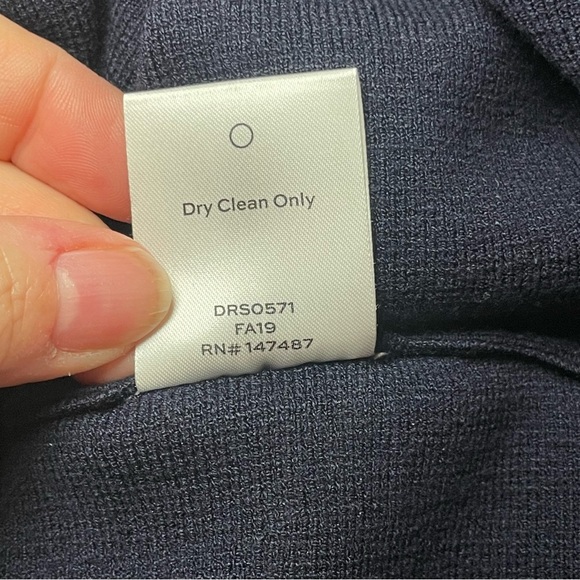 Dry Clean Only
DRS0571
FA19
RN# 147487